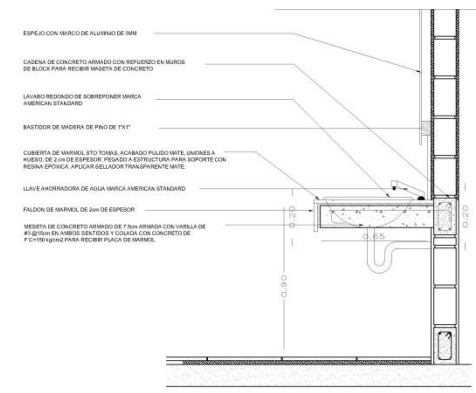 ESPEJO CON MARCO DE ALUMINIO DE 3MM
CADENA DE CONCRETO ARMADO CON REFUERZO EN MUROS
DE BLOCK PARA RECIBIR MASETA DE CONCRETO
LAVABO REDONDO DE SOBREPONER MARCA
AMERICAN STANDARD
BASTIDOR DE MADERA DE PINO DE 1"X1"
CUBIERTA DE MARMOL STO TOMAS, ACABADO PULIDO MATE, UNIONES A
HUESO, DE 2 cm DE ESPESOR, PEGADO A ESTRUCTURA PARA SOPORTE CON
RESINA EPÓXICA. APLICAR SELLADOR TRANSPARENTE MATE.
LLAVE AHORRADORA DE AGUA MARCA AMERICAN STANDARD
FALDON DE MARMOL DE 2cm DE ESPESOR
MESETA DE CONCRETO ARMADO DE 7.5cm ARMADA CON VARILLA DE
#3 @15cm EN AMBOS SENTIDOS Y COLADA CON CONCRETO DE
F'C=150 kg/cm2 PARA RECIBIR PLACA DE MARMOL
0.20
0.65
0.20
0.90